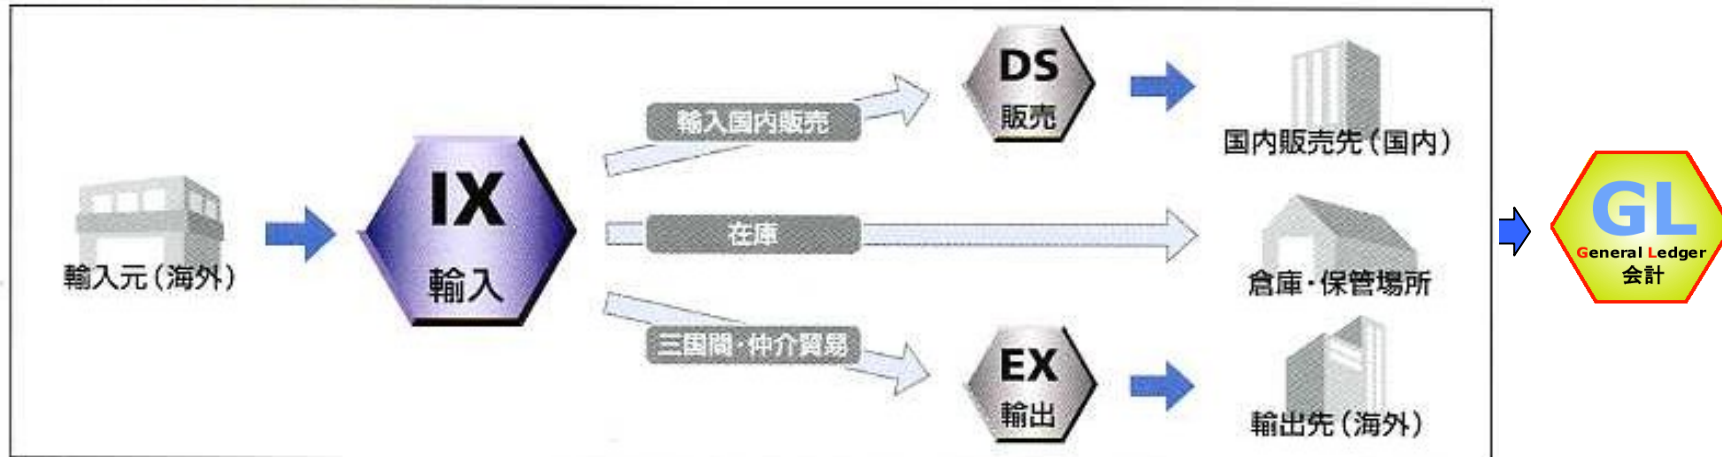 輸入元(海外)
IX
輸入
輸入国内販売
在庫
三国間・仲介貿易
DS
販売
国内販売先(国内)
倉庫・保管場所
EX
輸出
輸出先(海外)
GL
General Ledger
会計